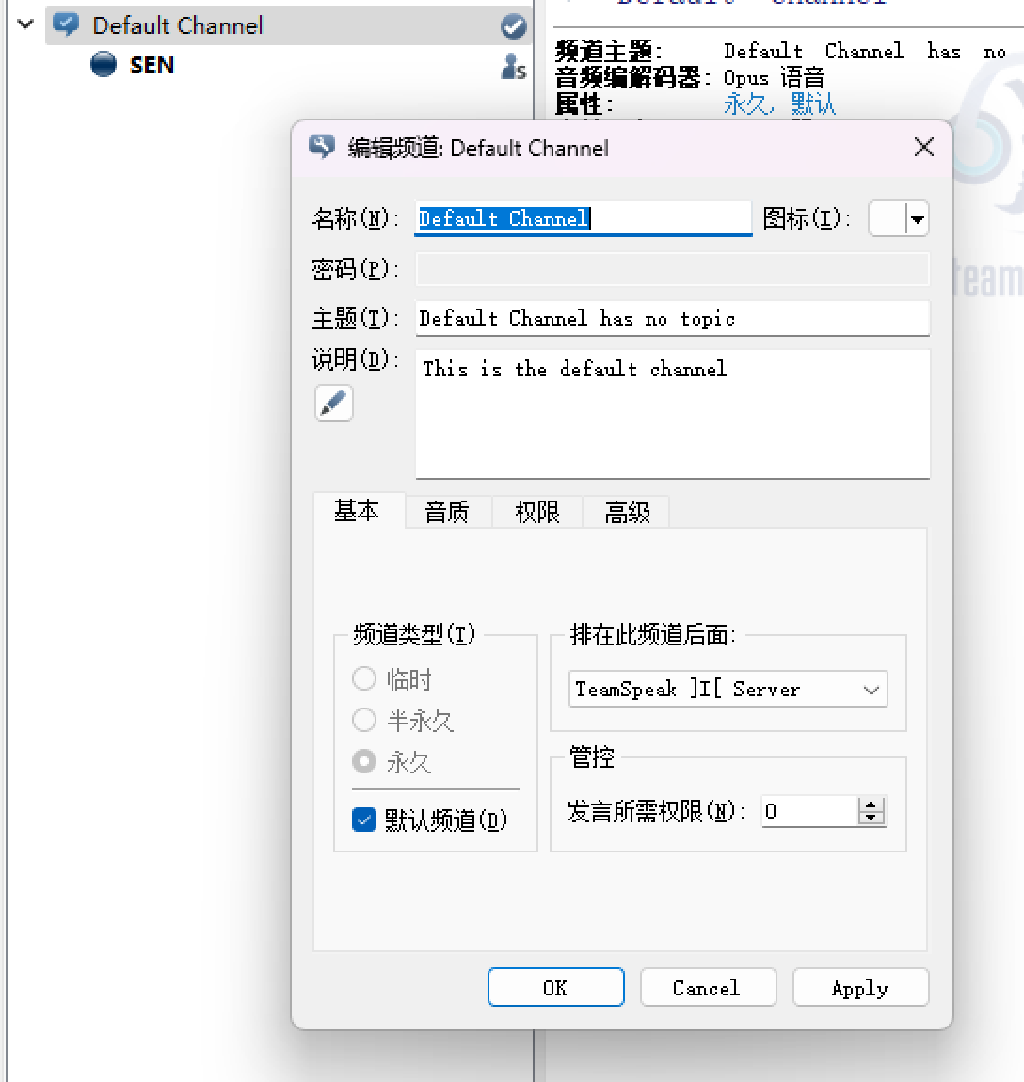 Default Channel
SEN
S
Default Channel
频道主题: Default Channel has no
音频编解码器: Opus 语音
属性: 永久, 默认
编辑频道: Default Channel
名称(N): Default Channel 图标(I):
密码(P):
主题(T): Default Channel has no topic
说明(D): This is the default channel
基本 音质 权限 高级
频道类型(T)
临时
半永久
永久
默认频道(D)
排在此频道后面:
TeamSpeak ]I[ Server
管控
发言所需权限(N): 0
OK Cancel Apply
team